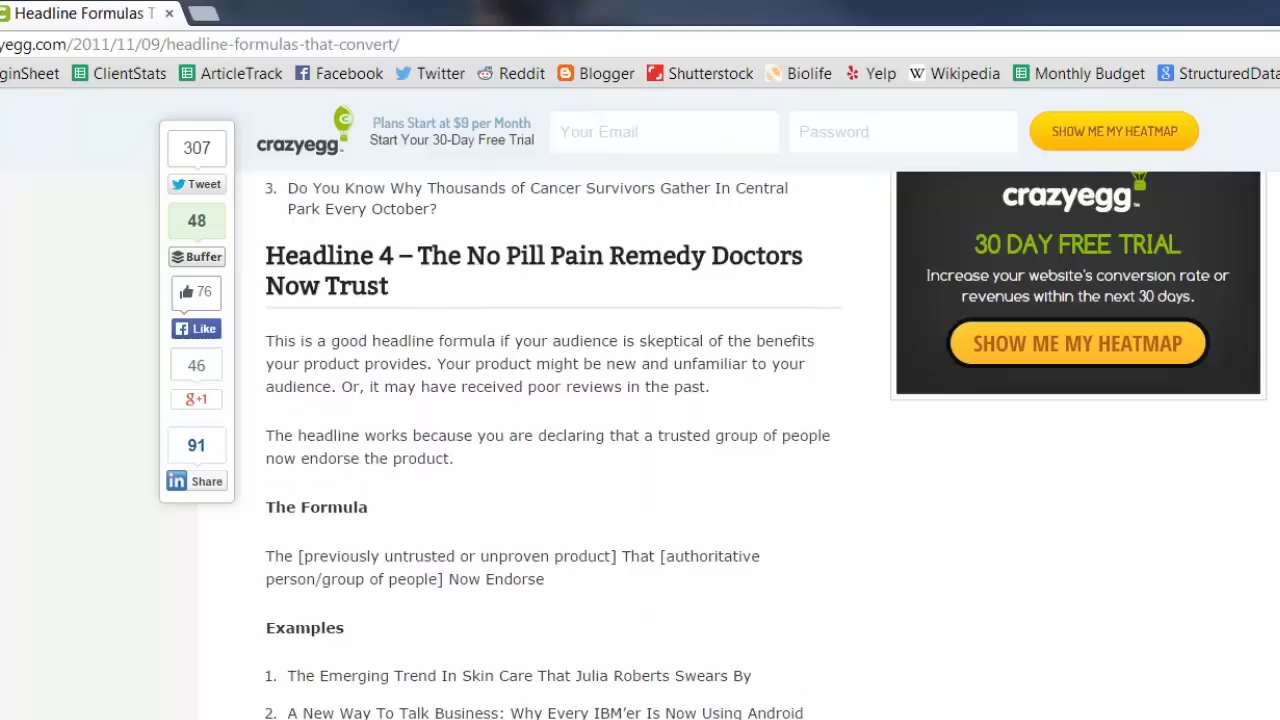 Headline Formulas T
yegg.com/2011/11/09/headline-formulas-that-convert/
ginSheet ClientStats ArticleTrack Facebook Twitter Reddit Blogger Shutterstock Biolife Yelp Wikipedia Monthly Budget StructuredData
crazyegg™
Plans Start at $9 per Month
Start Your 30-Day Free Trial
Your Email
Password
SHOW ME MY HEATMAP
307
Tweet
48
Buffer
76
Like
46
g+1
91
in Share
3. Do You Know Why Thousands of Cancer Survivors Gather In Central
Park Every October?
Headline 4 – The No Pill Pain Remedy Doctors
Now Trust
This is a good headline formula if your audience is skeptical of the benefits
your product provides. Your product might be new and unfamiliar to your
audience. Or, it may have received poor reviews in the past.
The headline works because you are declaring that a trusted group of people
now endorse the product.
The Formula
The [previously untrusted or unproven product] That [authoritative
person/group of people] Now Endorse
Examples
1. The Emerging Trend In Skin Care That Julia Roberts Swears By
2. A New Way To Talk Business: Why Every IBM’er Is Now Using Android
crazyegg™
30 DAY FREE TRIAL
Increase your website's conversion rate or
revenues within the next 30 days.
SHOW ME MY HEATMAP